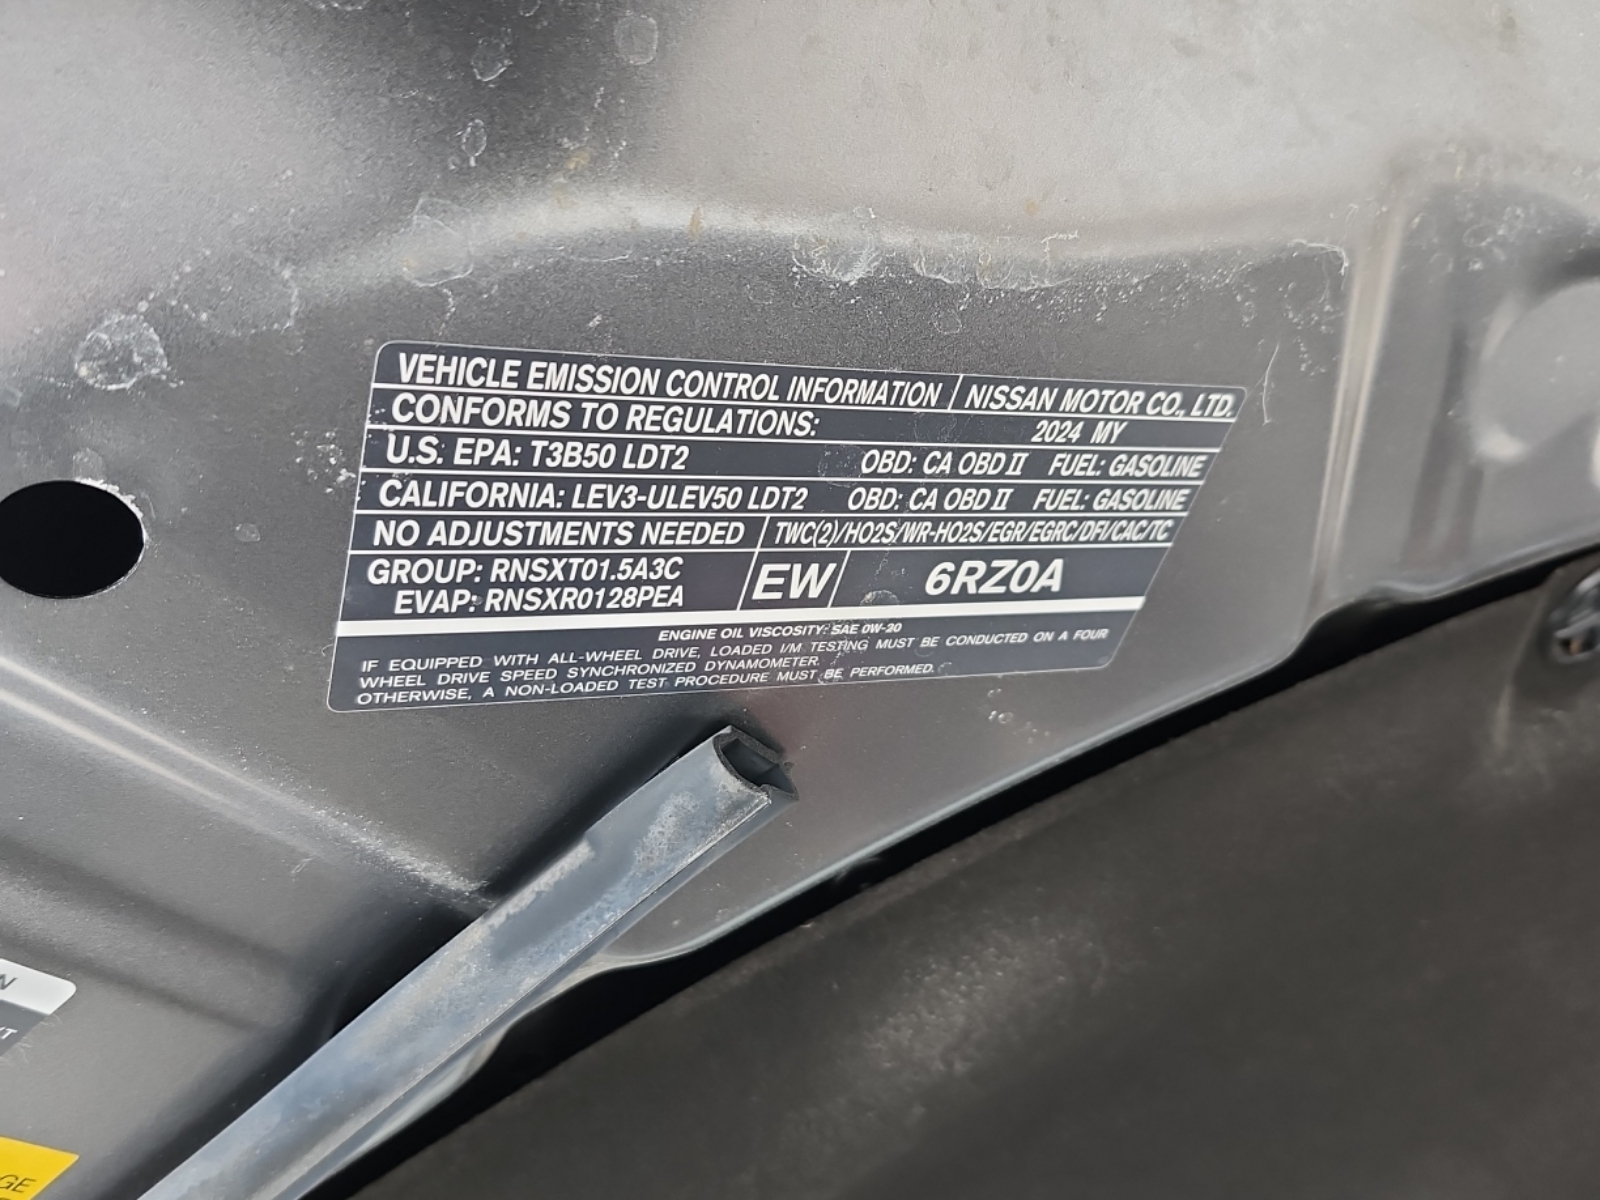 VEHICLE EMISSION CONTROL INFORMATION NISSAN MOTOR CO., LTD.
CONFORMS TO REGULATIONS: 2024 MY
U.S. EPA: T3B50 LDT2 OBD: CA OBD II FUEL: GASOLINE
CALIFORNIA: LEV3-ULEV50 LDT2 OBD: CA OBD II FUEL: GASOLINE
NO ADJUSTMENTS NEEDED TWC(2)/HO2S/WR-HO2S/EGR/EGRC/DFI/CAC/TC
GROUP: RNSXT01.5A3C EW 6RZ0A
EVAP: RNSXR0128PEA
ENGINE OIL VISCOSITY: SAE 0W-20
IF EQUIPPED WITH ALL-WHEEL DRIVE, LOADED I/M TESTING MUST BE CONDUCTED ON A FOUR
WHEEL DRIVE SPEED SYNCHRONIZED DYNAMOMETER.
OTHERWISE, A NON-LOADED TEST PROCEDURE MUST BE PERFORMED.